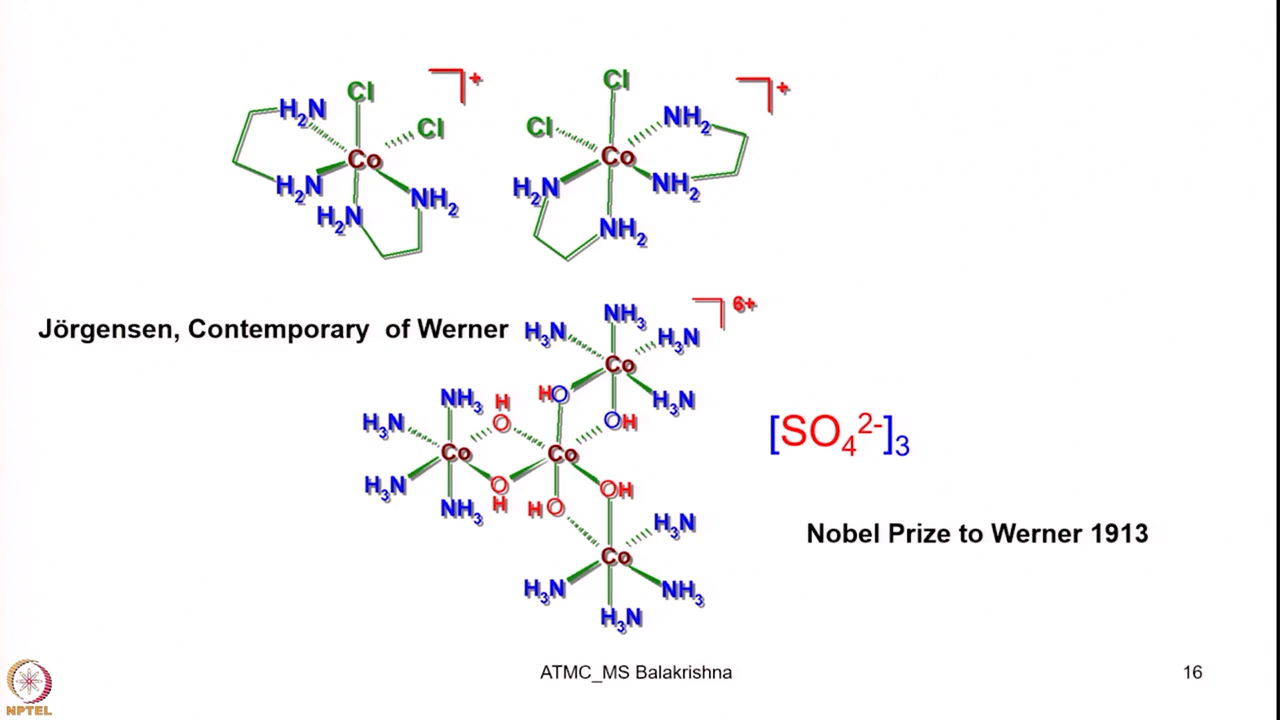 Cl
+
H₂N
Cl
Co
H₂N
NH₂
H₂N
Cl
+
Cl
NH₂
Co
H₂N
NH₂
NH₂
Jörgensen, Contemporary of Werner
6+
NH₃
H₃N
H₃N
Co
HO
H₃N
OH
NH₃
H
H₃N
O
Co
Co
H₃N
O
OH
H
HO
NH₃
H₃N
Co
H₃N
NH₃
H₃N
[SO₄²⁻]₃
Nobel Prize to Werner 1913
ATMC_MS Balakrishna
16
NPTEL